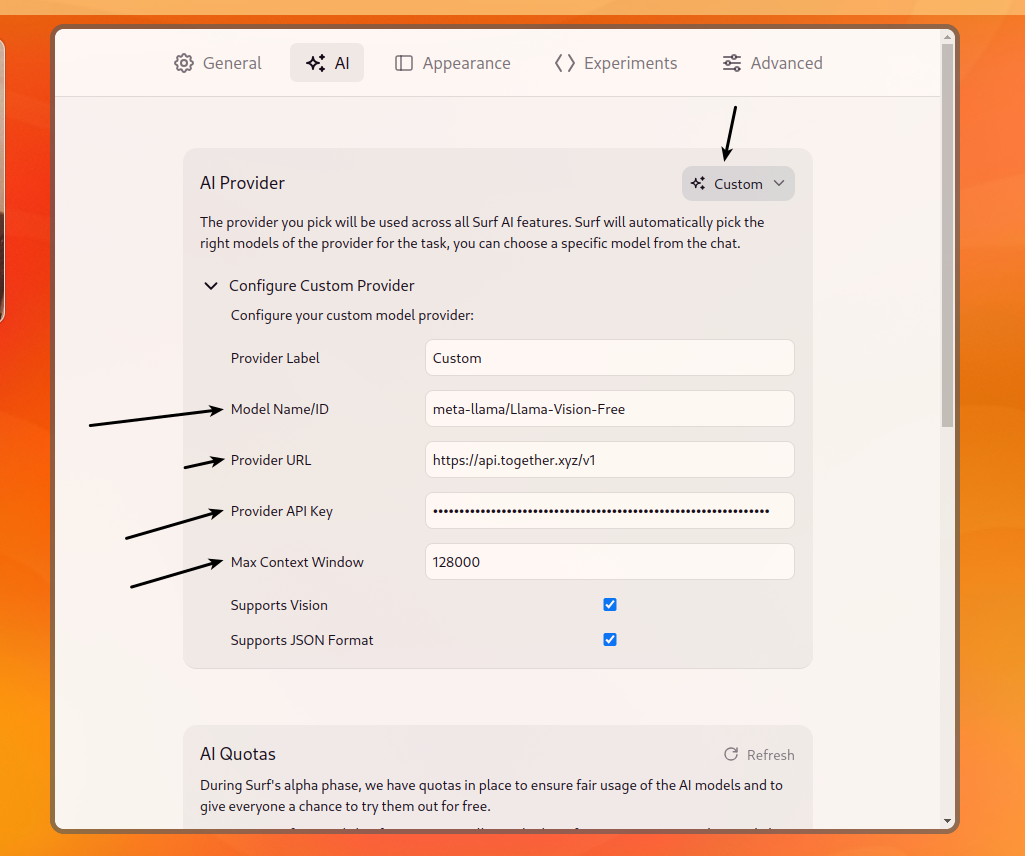 General
AI
Appearance
Experiments
Advanced
AI Provider
Custom
The provider you pick will be used across all Surf AI features. Surf will automatically pick the
right models of the provider for the task, you can choose a specific model from the chat.
Configure Custom Provider
Configure your custom model provider:
Provider Label
Custom
Model Name/ID
meta-llama/Llama-Vision-Free
Provider URL
https://api.together.xyz/v1
Provider API Key
Max Context Window
128000
Supports Vision
Supports JSON Format
AI Quotas
Refresh
During Surf's alpha phase, we have quotas in place to ensure fair usage of the AI models and to
give everyone a chance to try them out for free.